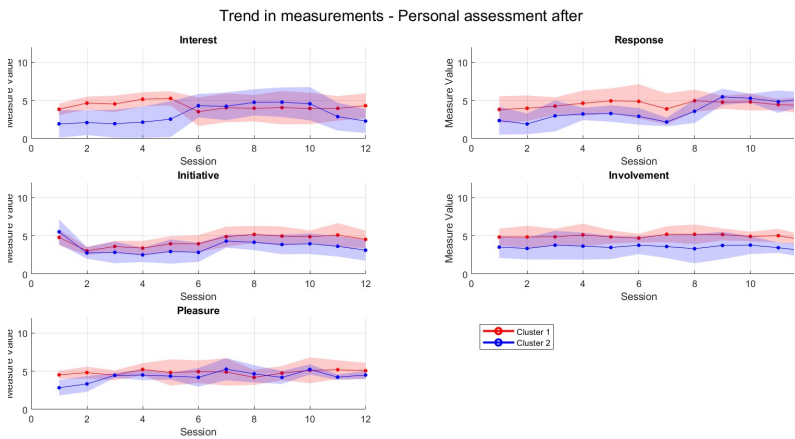 Trend in measurements - Personal assessment after
Interest
Response
10
5
0
Measure Value
0 2 4 6 8 10 12
Session
10
5
0
Measure Value
0 2 4 6 8 10
Session
Initiative
Involvement
10
5
0
Measure Value
0 2 4 6 8 10 12
Session
10
5
0
Measure Value
0 2 4 6 8 10
Session
Pleasure
10
5
0
Measure Value
0 2 4 6 8 10 12
Session
Cluster 1
Cluster 2